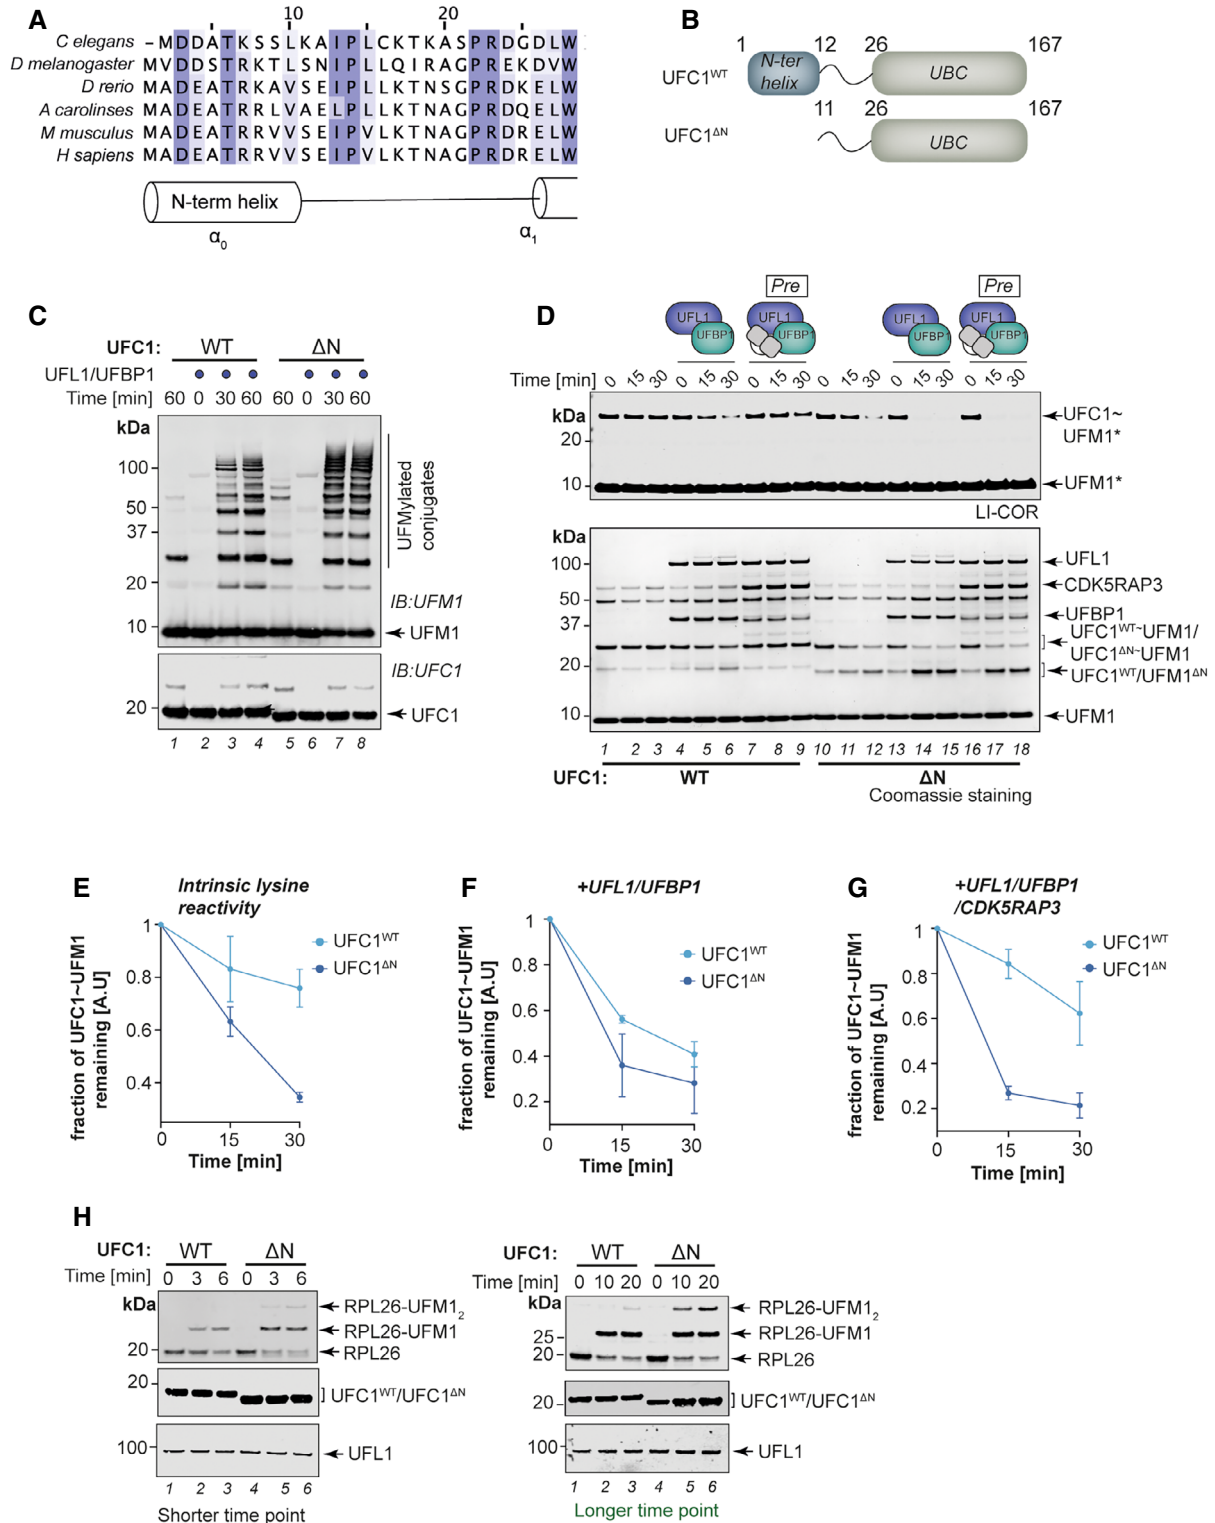 A
10 20
C elegans -MDDATKSSLKAIPLCKTKASPRDGDLW
D melanogaster MVDDSTRKTLSNIPLLQIRAGPREKDVW
D rerio MADEATRKAVSEIPLLKTNSGPRDKELW
A carolinses MADEATRRLVAELPLLKTNAGPRDQELW
M musculus MADEATRRVVSEIPVLKTNAGPRDRELW
H sapiens MADEATRRVVSEIPVLKTNAGPRDRELW
N-term helix
α0 α1
B
1 12 26 167
UFC1WT N-ter helix UBC
11 26 167
UFC1ΔN UBC
C
UFC1: WT ΔN
UFL1/UFBP1
Time [min] 60 0 30 60 60 0 30 60
kDa
100
50
37
20
10
UFMylated conjugates
IB:UFM1
UFM1
IB:UFC1
20
UFC1
1 2 3 4 5 6 7 8
D
Pre Pre
UFL1 UFBP1 UFL1 UFBP1 UFL1 UFBP1 UFL1 UFBP1
Time [min] 0 15 30 0 15 30 0 15 30 0 15 30 0 15 30 0 15 30
kDa
20
10
UFC1~
UFM1*
UFM1*
LI-COR
kDa
100
50
37
20
10
UFL1
CDK5RAP3
UFBP1
UFC1WT~UFM1/
UFC1ΔN~UFM1
UFC1WT/UFM1ΔN
UFM1
1 2 3 4 5 6 7 8 9 10 11 12 13 14 15 16 17 18
UFC1: WT ΔN
Coomassie staining
E
Intrinsic lysine
reactivity
fraction of UFC1~UFM1
remaining [A.U]
1
0.8
0.6
0.4
UFC1WT
UFC1ΔN
0 15 30
Time [min]
F
+UFL1/UFBP1
fraction of UFC1~UFM1
remaining [A.U]
1
0.8
0.6
0.4
0.2
UFC1WT
UFC1ΔN
0 15 30
Time [min]
G
+UFL1/UFBP1
/CDK5RAP3
fraction of UFC1~UFM1
remaining [A.U]
1
0.8
0.6
0.4
0.2
UFC1WT
UFC1ΔN
0 15 30
Time [min]
H
UFC1: WT ΔN
Time [min] 0 3 6 0 3 6
kDa
20
RPL26-UFM12
RPL26-UFM1
RPL26
20
UFC1WT/UFC1ΔN
100
UFL1
1 2 3 4 5 6
Shorter time point
UFC1: WT ΔN
Time [min] 0 10 20 0 10 20
kDa
25
20
RPL26-UFM12
RPL26-UFM1
RPL26
20
UFC1WT/UFC1ΔN
100
UFL1
1 2 3 4 5 6
Longer time point